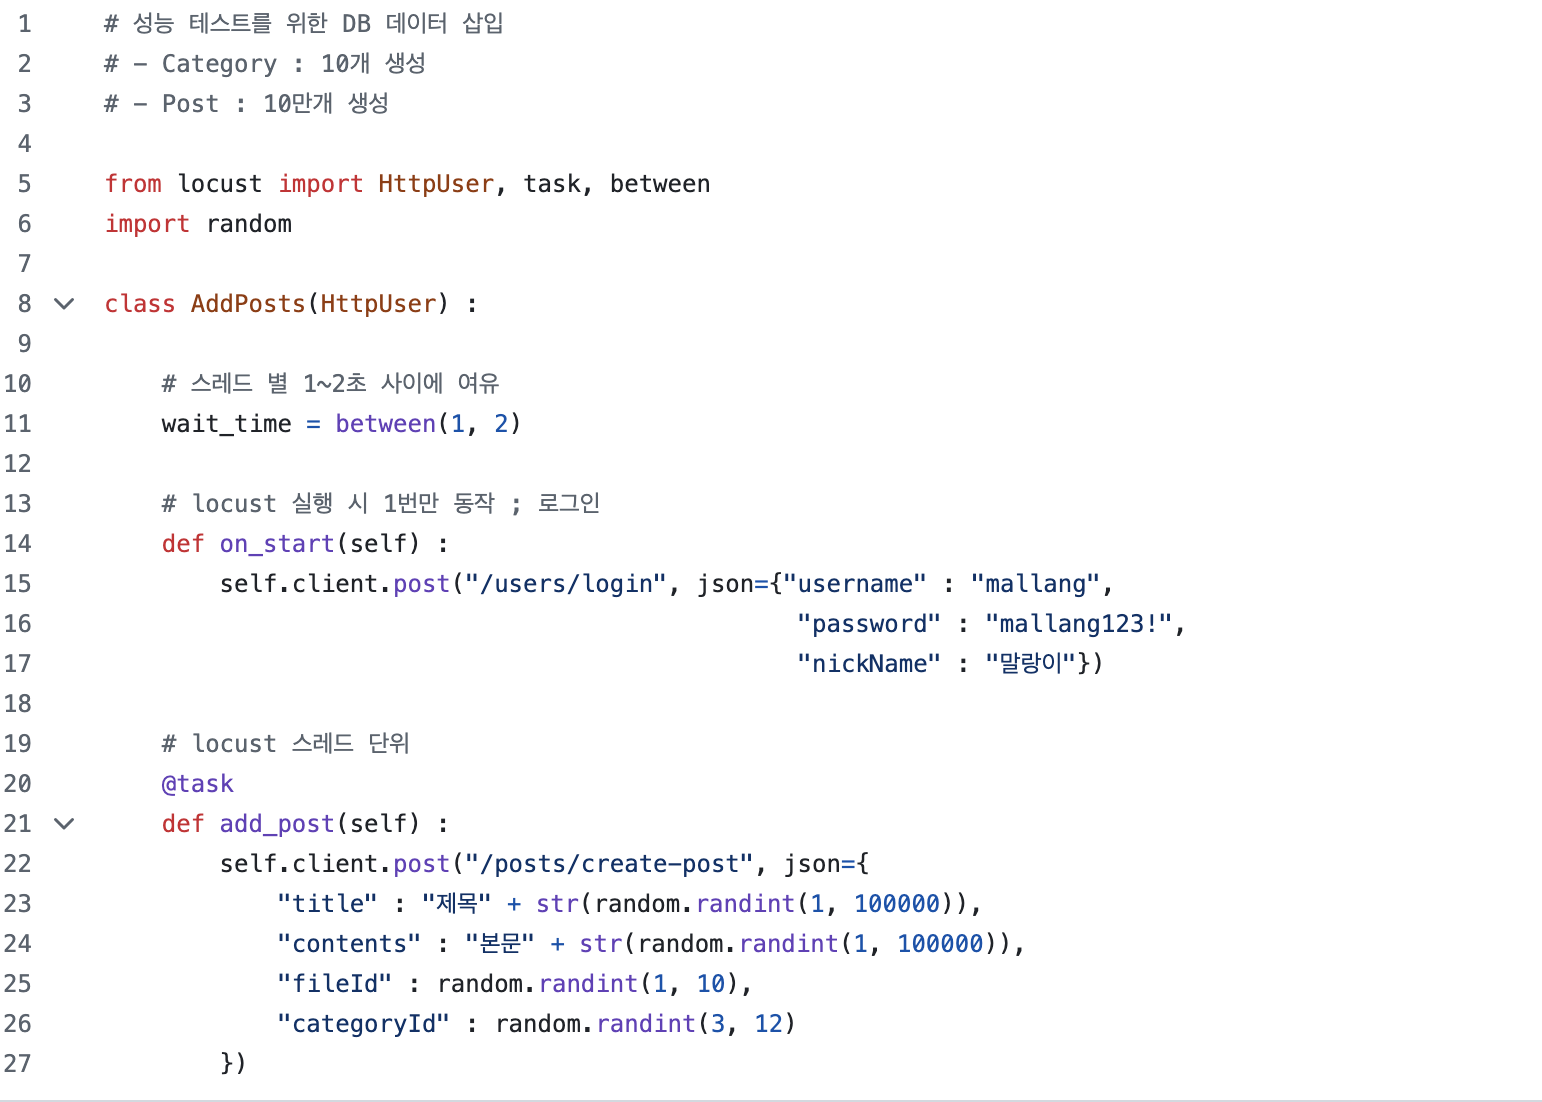 1 # 성능 테스트를 위한 DB 데이터 삽입
2 # - Category : 10개 생성
3 # - Post : 10만개 생성
4
5 from locust import HttpUser, task, between
6 import random
7
8 class AddPosts(HttpUser) :
9
10     # 스레드 별 1~2초 사이에 여유
11     wait_time = between(1, 2)
12
13     # locust 실행 시 1번만 동작 ; 로그인
14     def on_start(self) :
15         self.client.post("/users/login", json={"username" : "mallang",
16                                                 "password" : "mallang123!",
17                                                 "nickName" : "말랑이"})
18
19     # locust 스레드 단위
20     @task
21     def add_post(self) :
22         self.client.post("/posts/create-post", json={
23             "title" : "제목" + str(random.randint(1, 100000)),
24             "contents" : "본문" + str(random.randint(1, 100000)),
25             "fileId" : random.randint(1, 10),
26             "categoryId" : random.randint(3, 12)
27         })